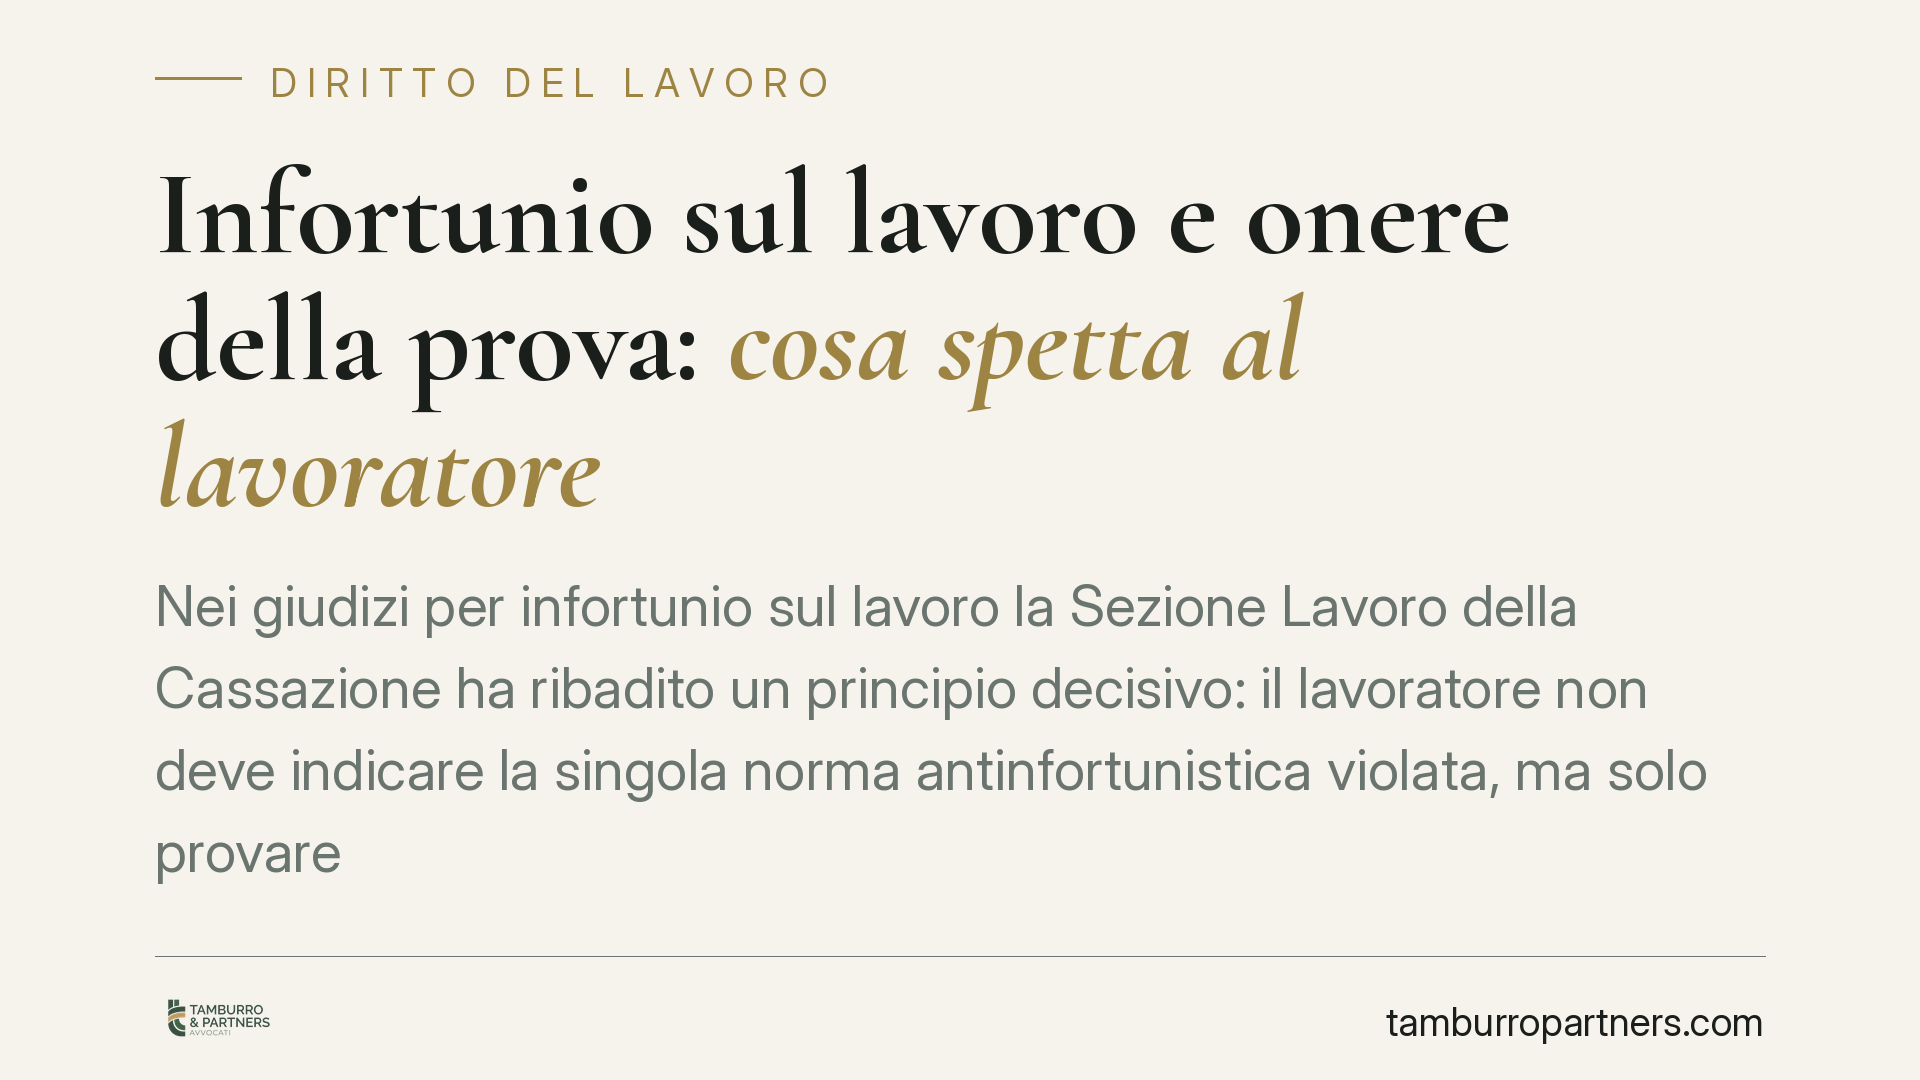 DIRITTO DEL LAVORO
Infortunio sul lavoro e onere
della prova: cosa spetta al
lavoratore
Nei giudizi per infortunio sul lavoro la Sezione Lavoro della
Cassazione ha ribadito un principio decisivo: il lavoratore non
deve indicare la singola norma antinfortunistica violata, ma solo
provare
TAMBURRO
& PARTNERS
AVVOCATI
tamburropartners.com